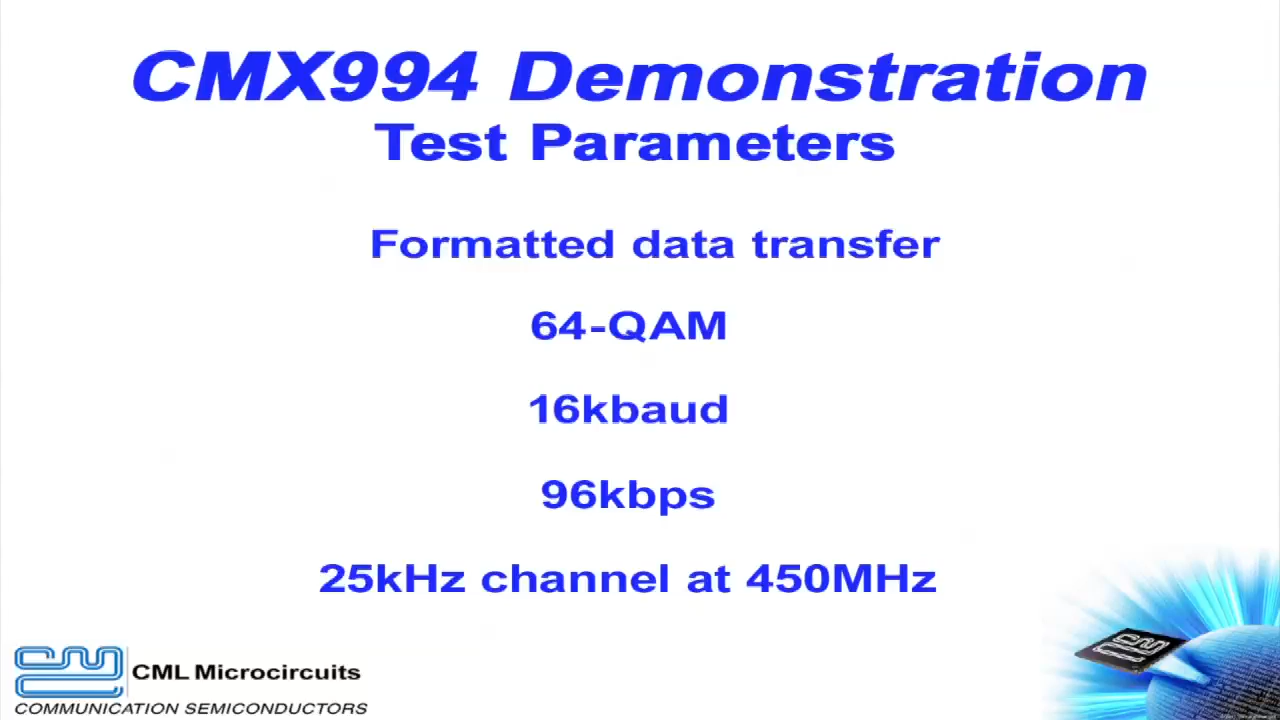 CMX994 Demonstration
Test Parameters
Formatted data transfer
64-QAM
16kbaud
96kbps
25kHz channel at 450MHz
CML Microcircuits
COMMUNICATION SEMICONDUCTORS